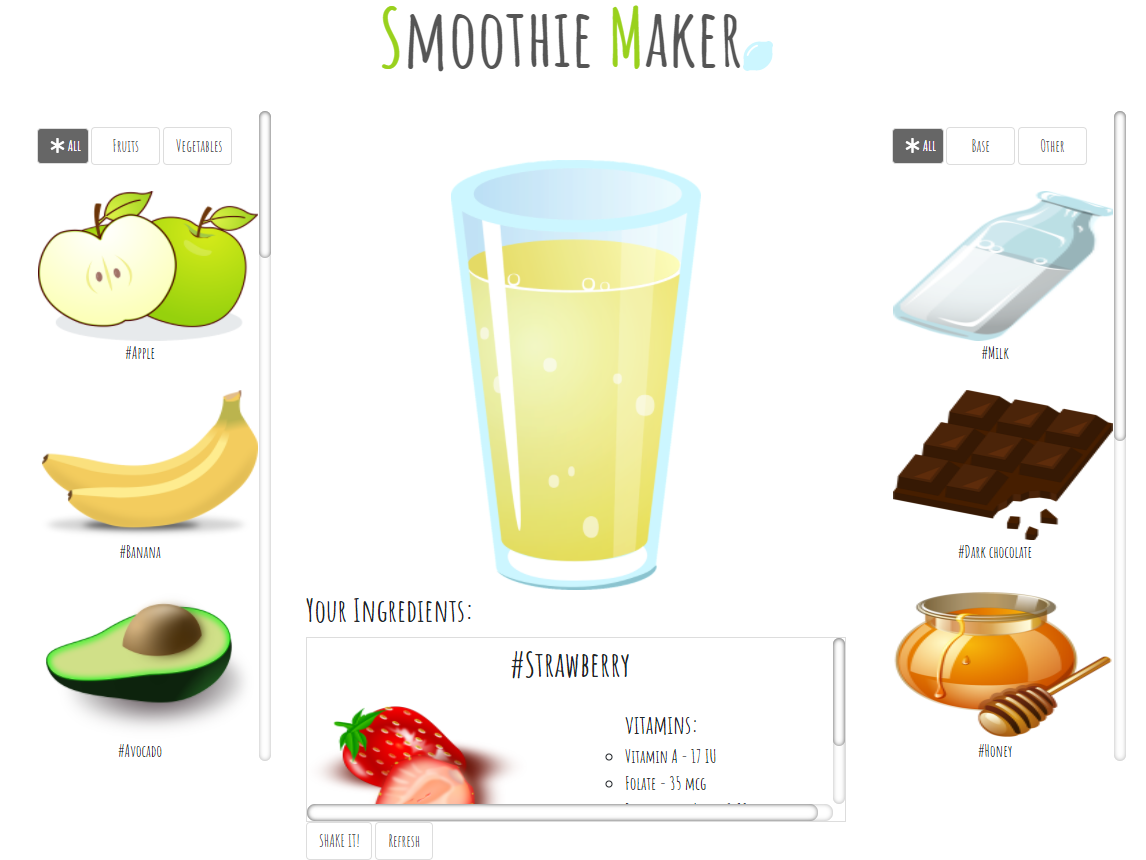 Smoothie Maker
All Fruits Vegetables
#Apple
#Banana
#Avocado
Your Ingredients:
#Strawberry
vitamins:
Vitamin A - 17 IU
Folate - 35 mcg
SHAKE IT! Refresh
All Base Other
#Milk
#Dark chocolate
#Honey